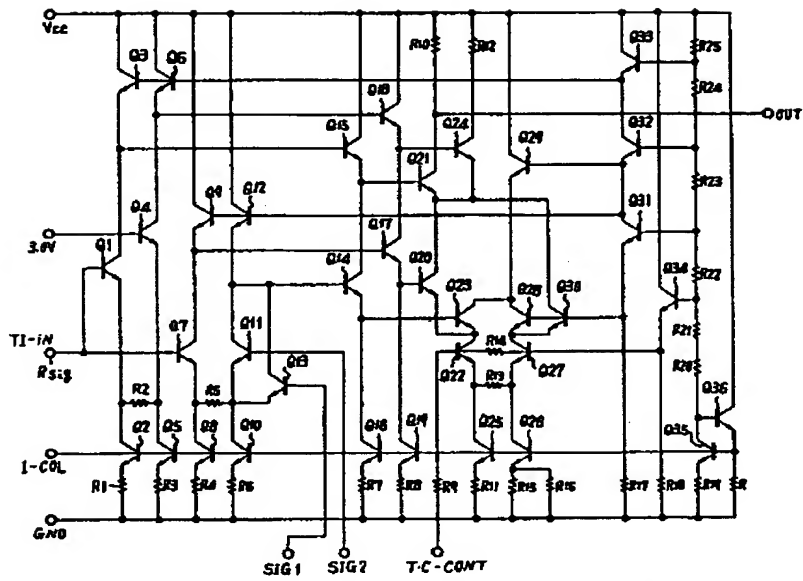 Vcc
Q3
Q6
R10
R12
Q33
R25
R24
Q18
OUT
Q15
Q24
Q29
Q32
Q21
R23
Q9
Q12
Q31
Q4
3.0V
Q1
Q17
Q14
Q20
R22
Q34
Q23
Q28
Q30
R21
Q7
Q11
R14
TI-IN
Rsig
Q13
Q22
Q27
R20
R13
Q36
R2
R5
Q35
Q2
Q5
Q8
Q10
Q16
Q19
Q25
Q26
I-COL
R1
R3
R4
R6
R7
R8
R9
R11
R15
R16
R17
R18
R19
R
GND
SIG1
SIG2
T·C-CONT